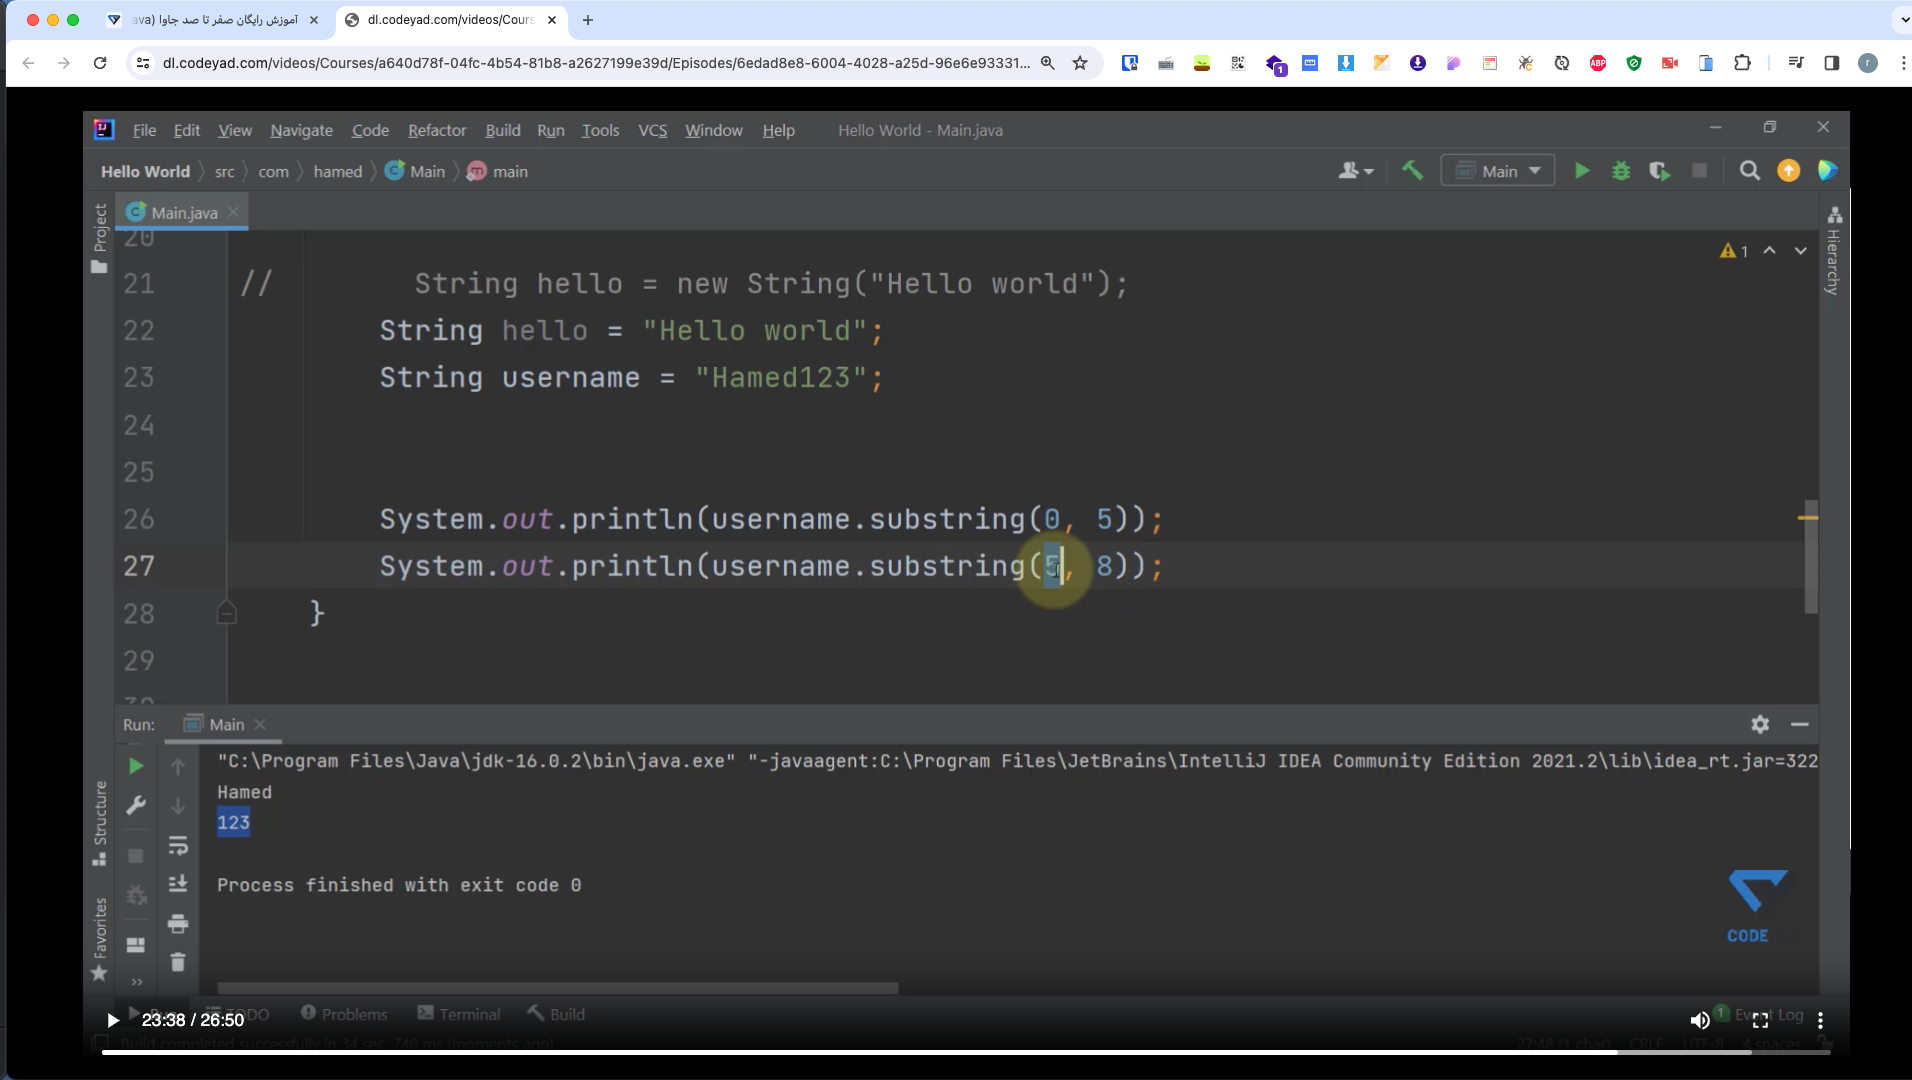 آموزش رایگان صفر تا صد جاوا (ava
dl.codeyad.com/videos/Cours
dl.codeyad.com/videos/Courses/a640d78f-04fc-4b54-81b8-a2627199e39d/Episodes/6edad8e8-6004-4028-a25d-96e6e93331...
1
ABP
r
File Edit View Navigate Code Refactor Build Run Tools VCS Window Help Hello World - Main.java
Hello World src com hamed Main main
Main
Project
Main.java
Hierarchy
1
20
21 // String hello = new String("Hello world");
22 String hello = "Hello world";
23 String username = "Hamed123";
24
25
26 System.out.println(username.substring(0, 5));
27 System.out.println(username.substring(5, 8));
28 }
29
30
Run: Main
"C:\Program Files\Java\jdk-16.0.2\bin\java.exe" "-javaagent:C:\Program Files\JetBrains\IntelliJ IDEA Community Edition 2021.2\lib\idea_rt.jar=322
Hamed
123
Process finished with exit code 0
Structure
Favorites
CODE
TODO Problems Terminal Build
1 Event Log
23:38 / 26:50
Build completed successfully in 34 sec, 740 ms (moments ago)
27:48 (1 char) CRLF UTF-8 4 spaces